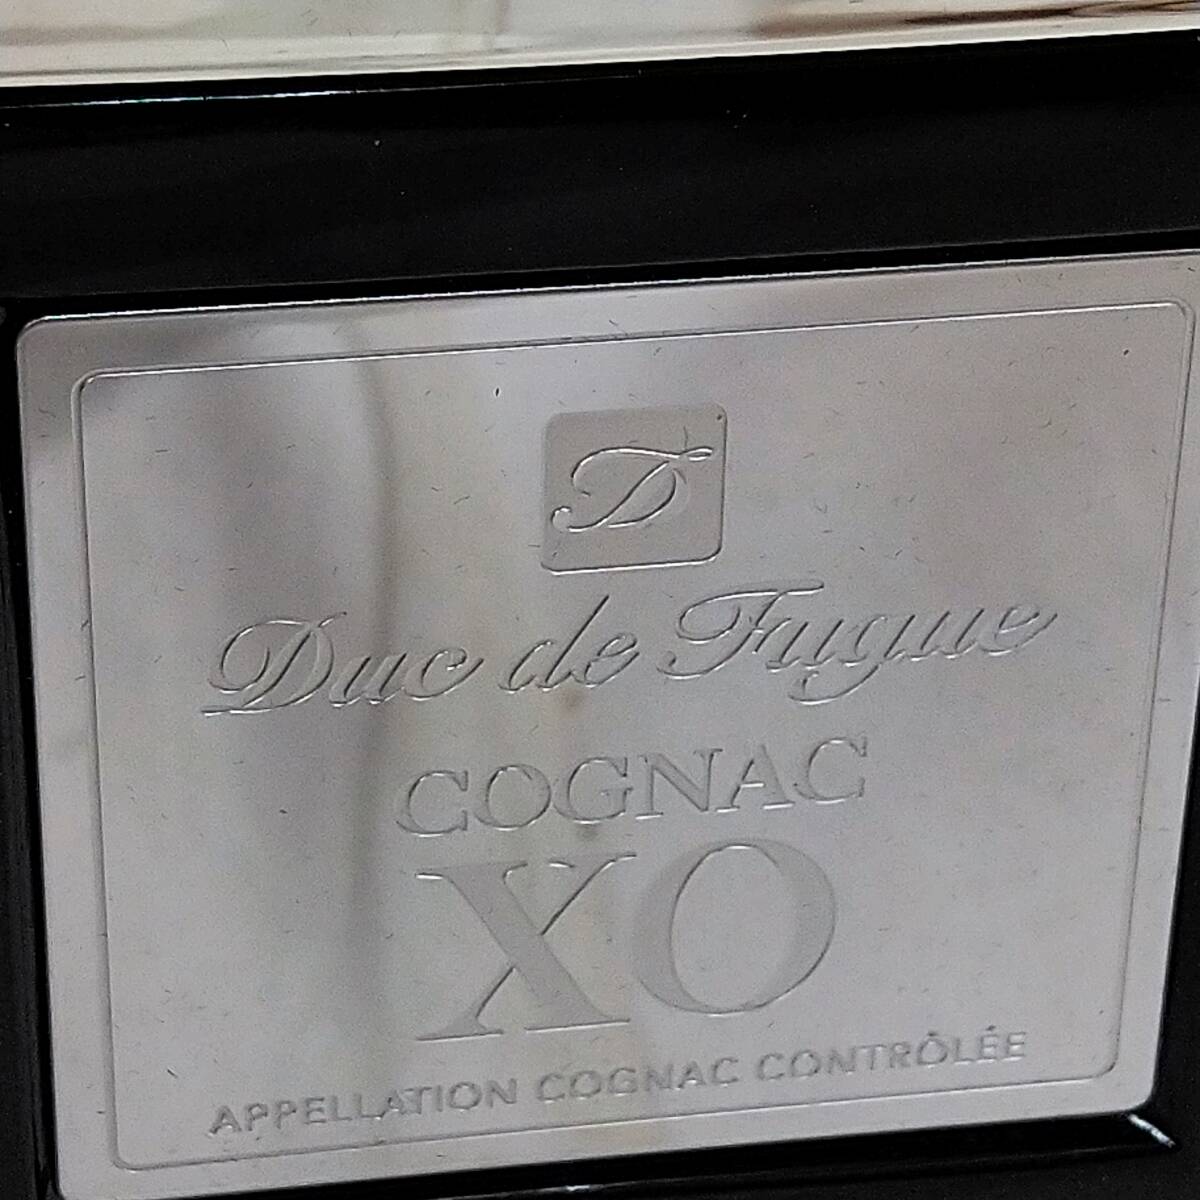 D
Duc de Fugue
COGNAC
XO
APPELLATION COGNAC CONTRÔLÉE